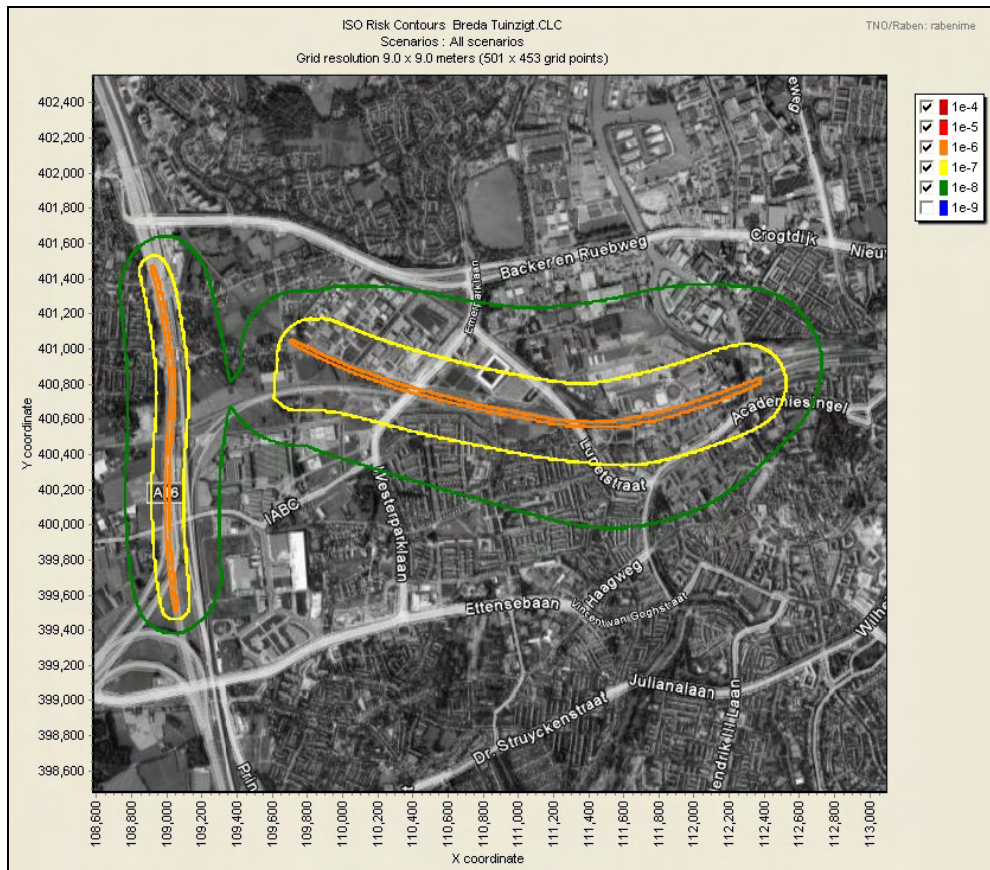 ISO Risk Contours Breda Tuinzigt.CLC
Scenarios : All scenarios
Grid resolution 9.0 x 9.0 meters (501 x 453 grid points)
TNO/Raben: rabenime
1e-4
1e-5
1e-6
1e-7
1e-8
1e-9
Y coordinate
402,400
402,200
402,000
401,800
401,600
401,400
401,200
401,000
400,800
400,600
400,400
400,200
400,000
399,800
399,600
399,400
399,200
399,000
398,800
398,600
eweg
Crogtdijk
Nieuv
Backer en Ruebweg
Emerparklaan
Academiesingel
Lunetstraat
A16
IABC
Westerparklaan
Haagweg
Ettensebaan
Vincent van Goghstraat
Wilhe
Julianalaan
Dr. Struyckenstraat
Hendrik III Laan
Prin
t
108,600
108,800
109,000
109,200
109,400
109,600
109,800
110,000
110,200
110,400
110,600
110,800
111,000
111,200
111,400
111,600
111,800
112,000
112,200
112,400
112,600
112,800
113,000
X coordinate